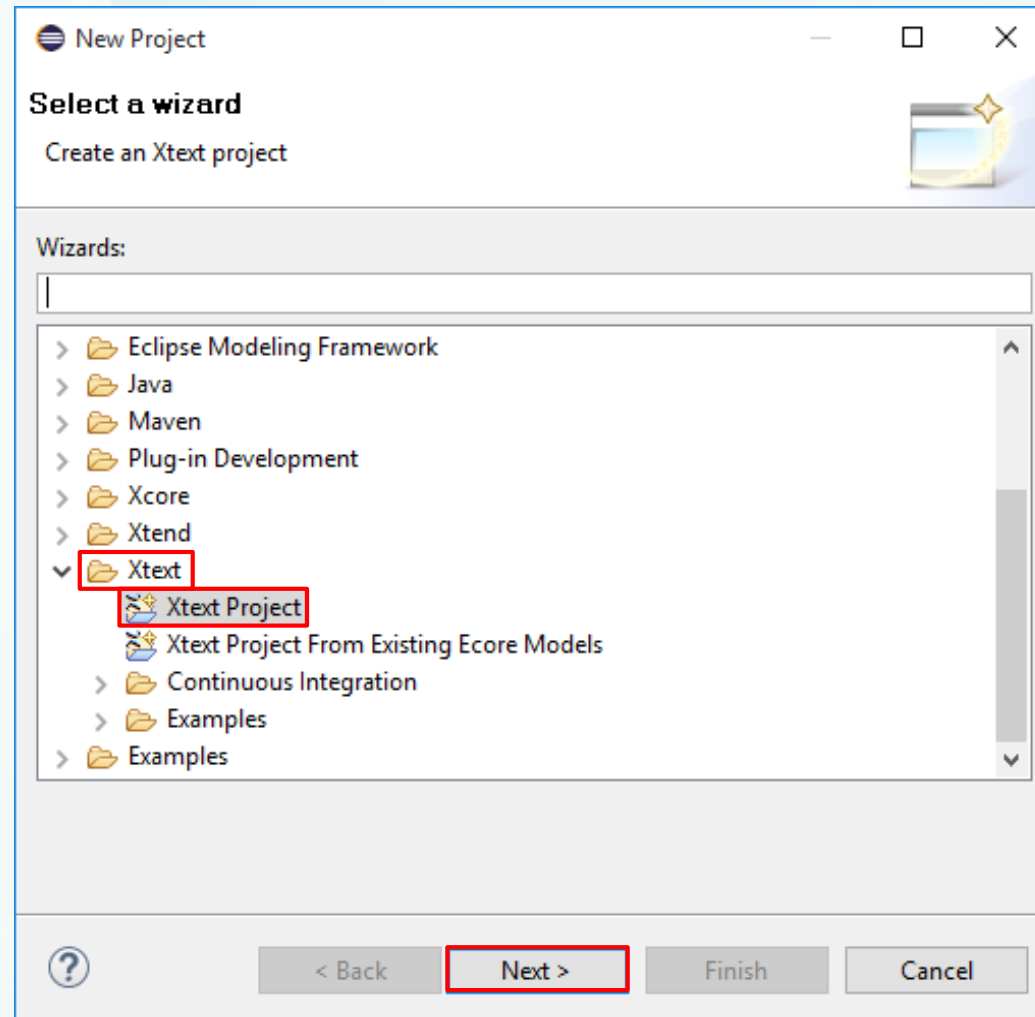 New Project
Select a wizard
Create an Xtext project
Wizards:
Eclipse Modeling Framework
Java
Maven
Plug-in Development
Xcore
Xtend
Xtext
Xtext Project
Xtext Project From Existing Ecore Models
Continuous Integration
Examples
Examples
? < Back Next > Finish Cancel